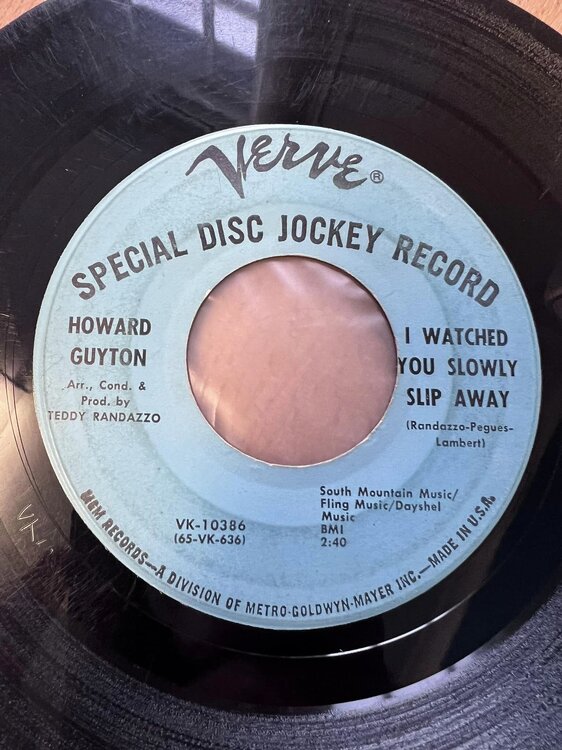 Verve®
SPECIAL DISC JOCKEY RECORD
HOWARD
GUYTON
Arr., Cond. &
Prod. by
TEDDY RANDAZZO
I WATCHED
YOU SLOWLY
SLIP AWAY
(Randazzo-Pegues-
Lambert)
VK-10386
(65-VK-636)
South Mountain Music/
Fling Music/Dayshel
Music
BMI
2:40
MGM RECORDS—A DIVISION OF METRO-GOLDWYN-MAYER INC.—MADE IN U.S.A.